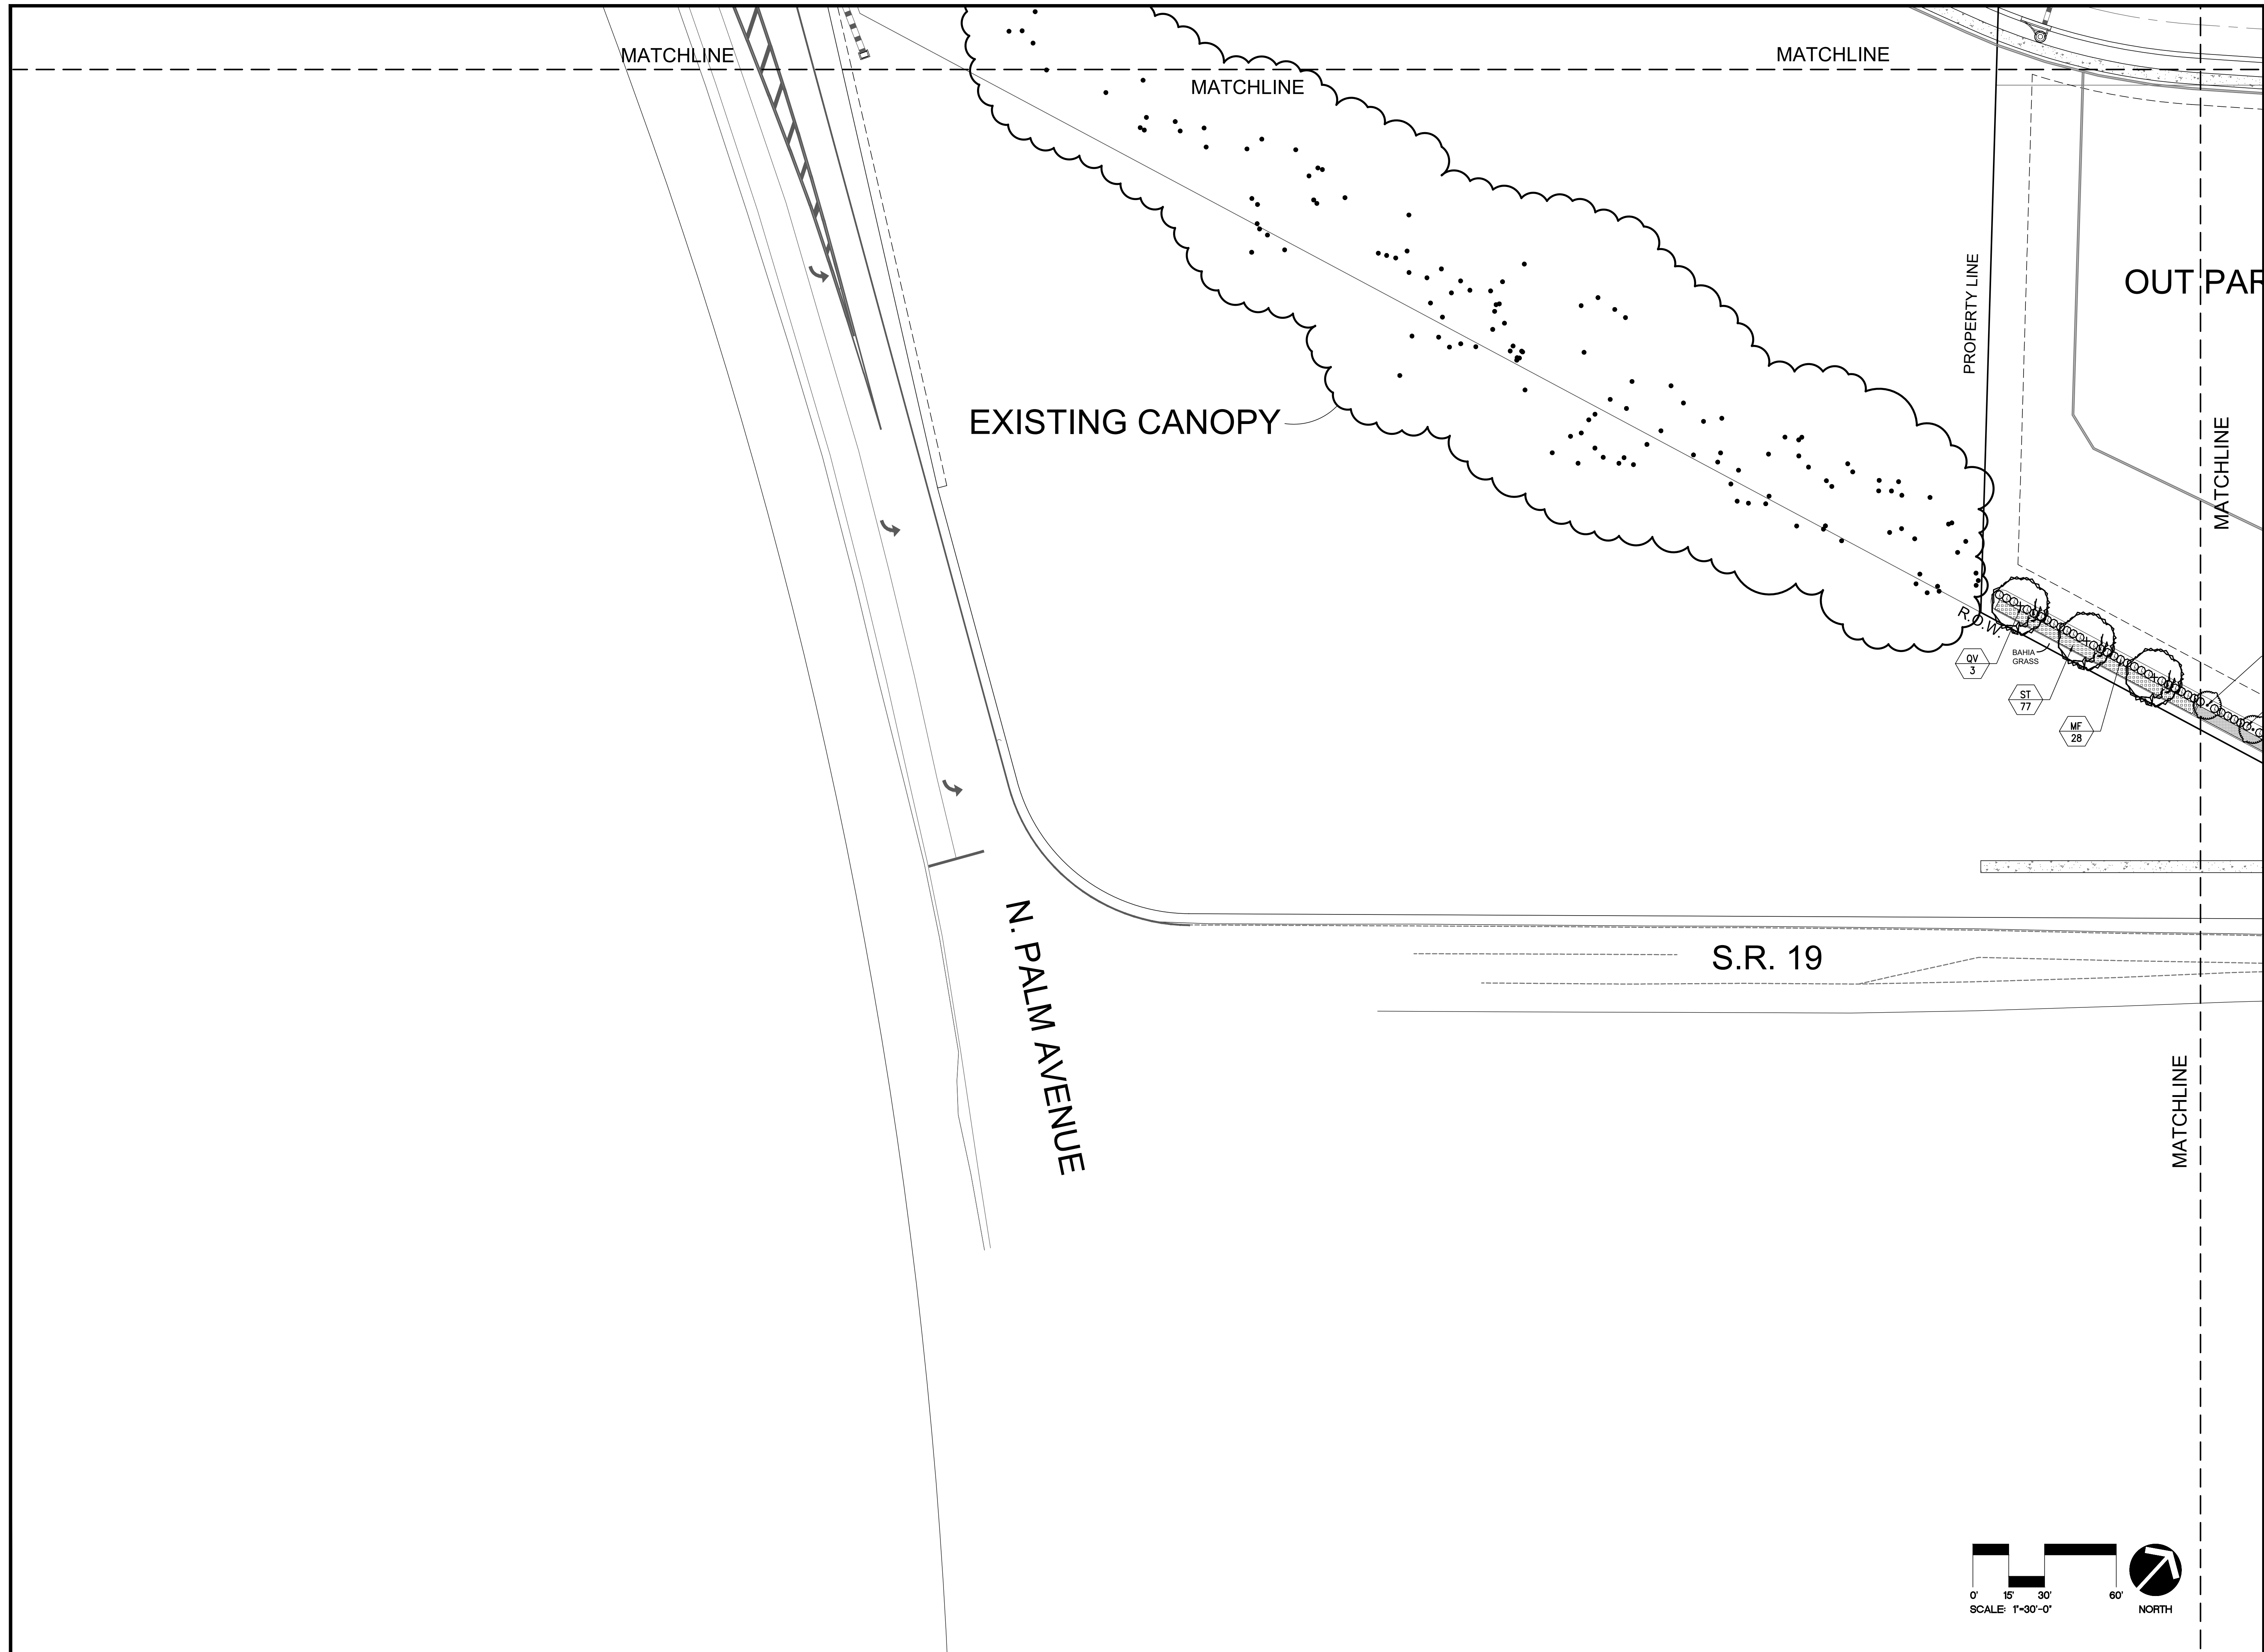 MATCHLINE
MATCHLINE
MATCHLINE
PROPERTY LINE
OUT PAR
MATCHLINE
EXISTING CANOPY
R.O.W.
BAHIA
GRASS
QV
3
ST
77
MF
28
N. PALM AVENUE
S.R. 19
MATCHLINE
0' 15' 30' 60'
SCALE: 1"=30'-0"
NORTH